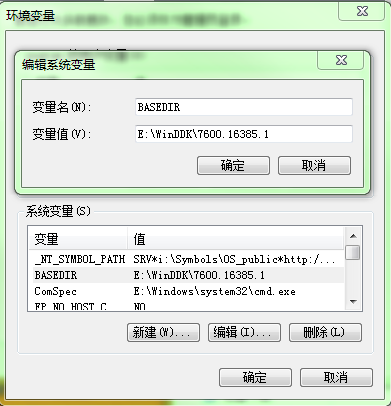 环境变量
编辑系统变量
变量名(N): BASEDIR
变量值(V): E:\WinDDK\7600.16385.1
确定 取消
系统变量(S)
变量 值
_NT_SYMBOL_PATH SRV*i:\Symbols\OS_public*http:/...
BASEDIR E:\WinDDK\7600.16385.1
ComSpec E:\Windows\system32\cmd.exe
FP_NO_HOST_C NO
新建(W)... 编辑(I)... 删除(L)
确定 取消